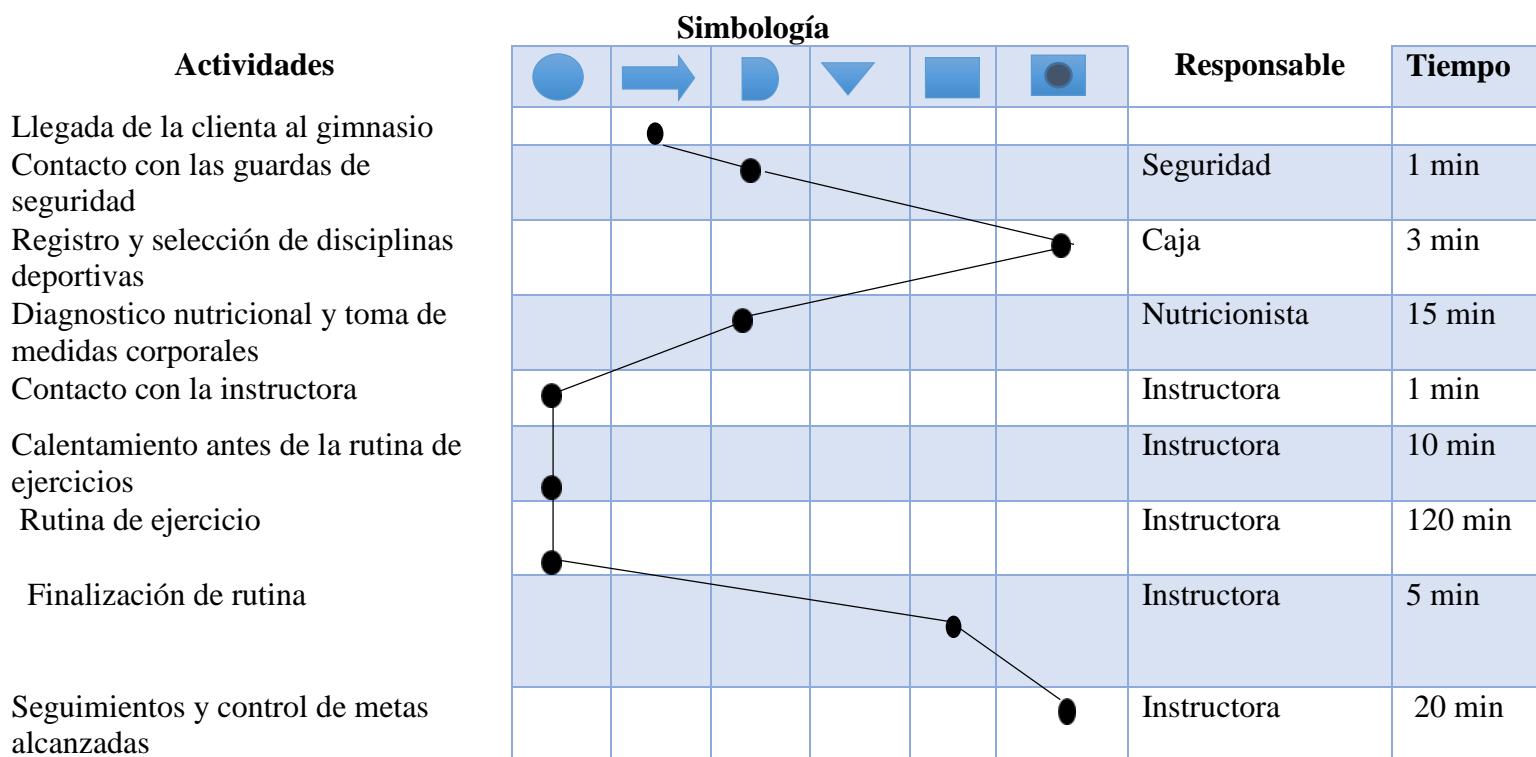 Simbología
Actividades
Responsable
Tiempo
Llegada de la clienta al gimnasio
Contacto con las guardas de
seguridad
Seguridad
1 min
Registro y selección de disciplinas
deportivas
Caja
3 min
Diagnostico nutricional y toma de
medidas corporales
Nutricionista
15 min
Contacto con la instructora
Instructora
1 min
Calentamiento antes de la rutina de
ejercicios
Instructora
10 min
Rutina de ejercicio
Instructora
120 min
Finalización de rutina
Instructora
5 min
Seguimientos y control de metas
alcanzadas
Instructora
20 min